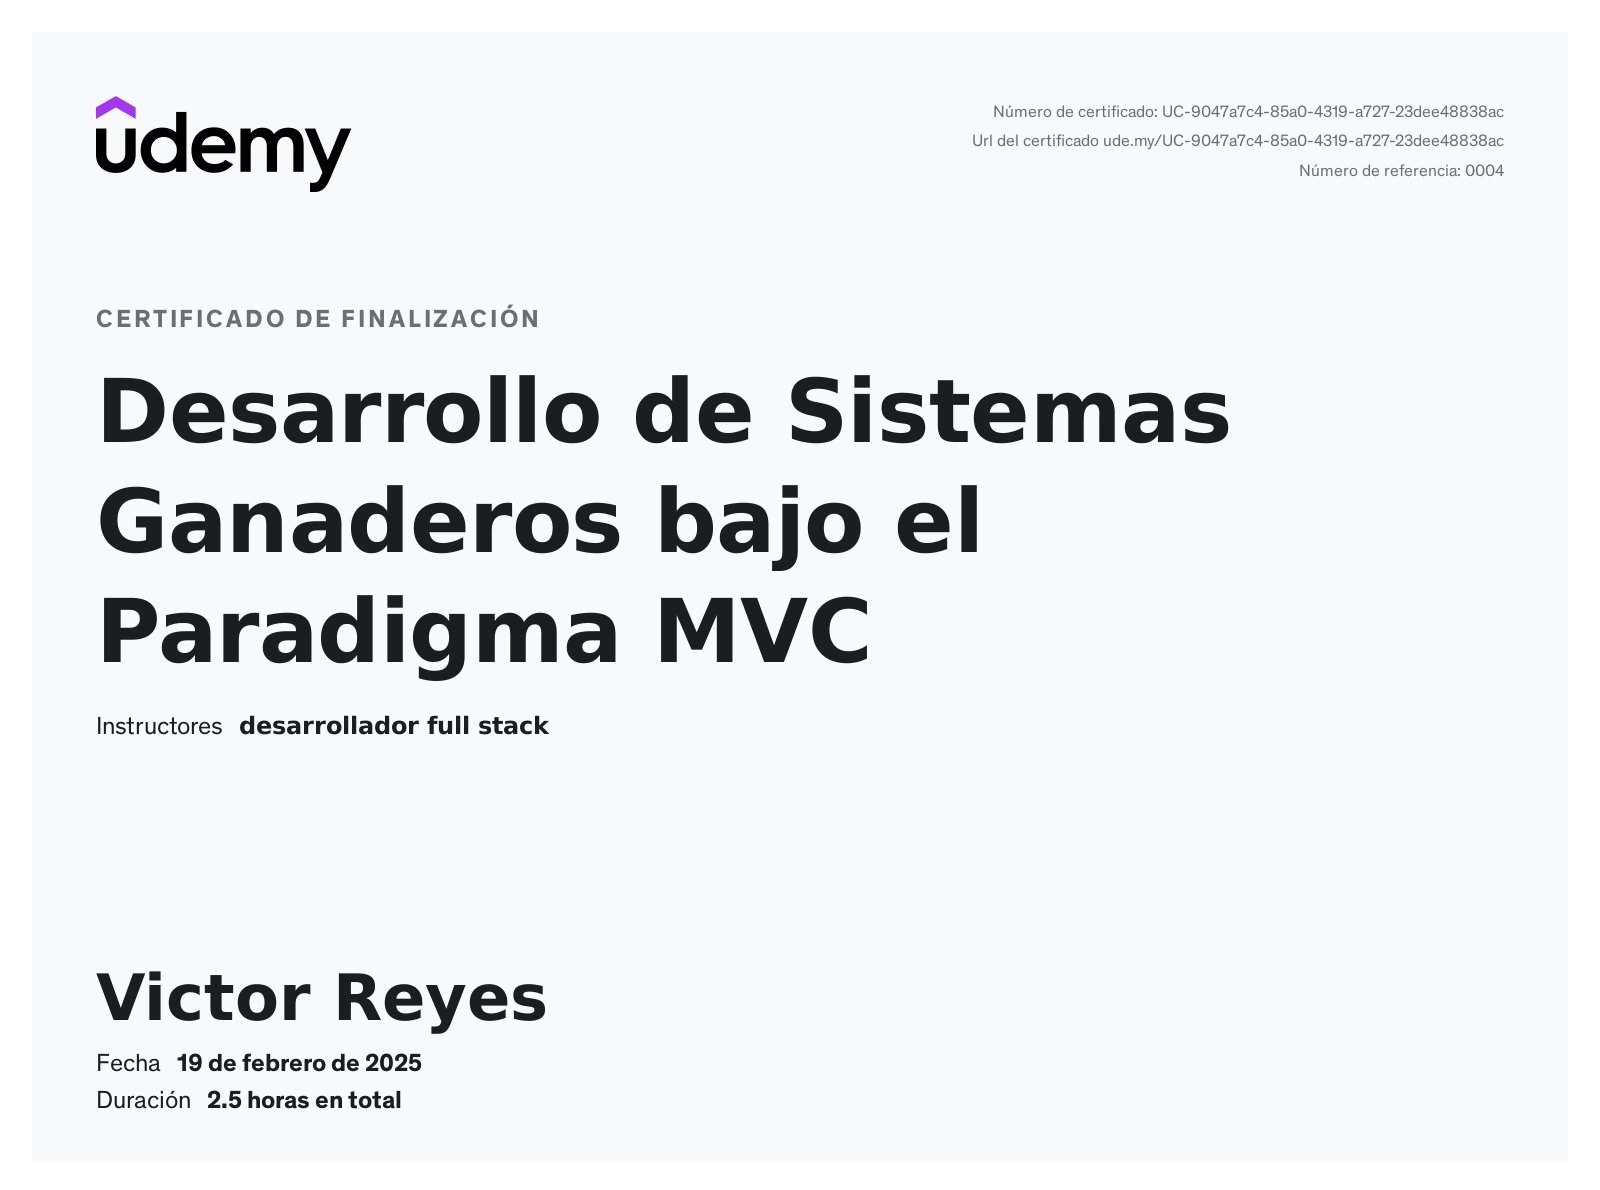 udemy
Número de certificado: UC-9047a7c4-85a0-4319-a727-23dee48838ac
Url del certificado ude.my/UC-9047a7c4-85a0-4319-a727-23dee48838ac
Número de referencia: 0004
CERTIFICADO DE FINALIZACIÓN
Desarrollo de Sistemas
Ganaderos bajo el
Paradigma MVC
Instructores desarrollador full stack
Victor Reyes
Fecha 19 de febrero de 2025
Duración 2.5 horas en total